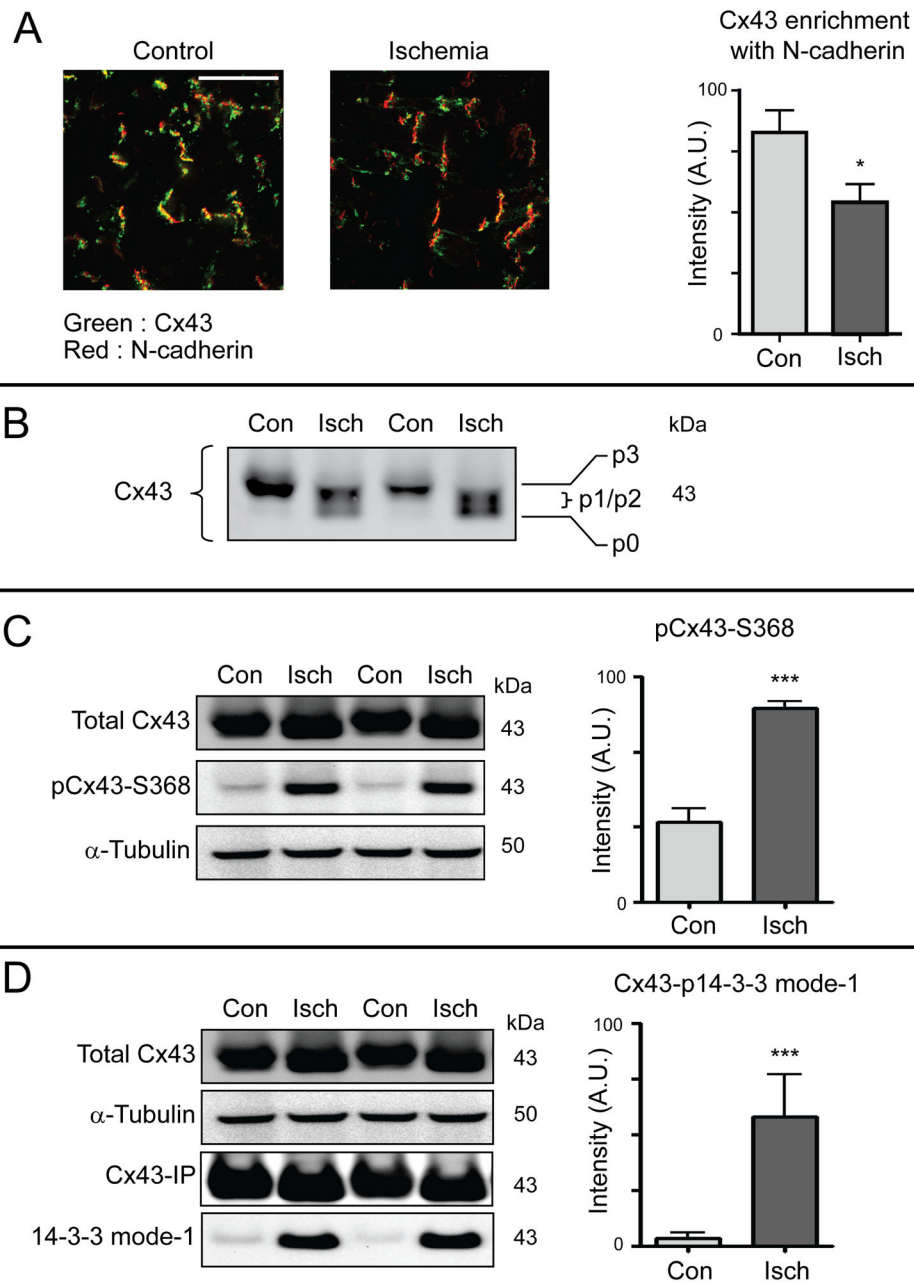 A
Control
Ischemia
Green : Cx43
Red : N-cadherin
Cx43 enrichment
with N-cadherin
Intensity (A.U.)
100
0
*
Con Isch
B
Con Isch Con Isch
kDa
Cx43
p3
p1/p2
43
p0
C
Con Isch Con Isch
kDa
Total Cx43
43
pCx43-S368
43
α-Tubulin
50
pCx43-S368
Intensity (A.U.)
100
0
***
Con Isch
D
Con Isch Con Isch
kDa
Total Cx43
43
α-Tubulin
50
Cx43-IP
43
14-3-3 mode-1
43
Cx43-p14-3-3 mode-1
Intensity (A.U.)
100
0
***
Con Isch